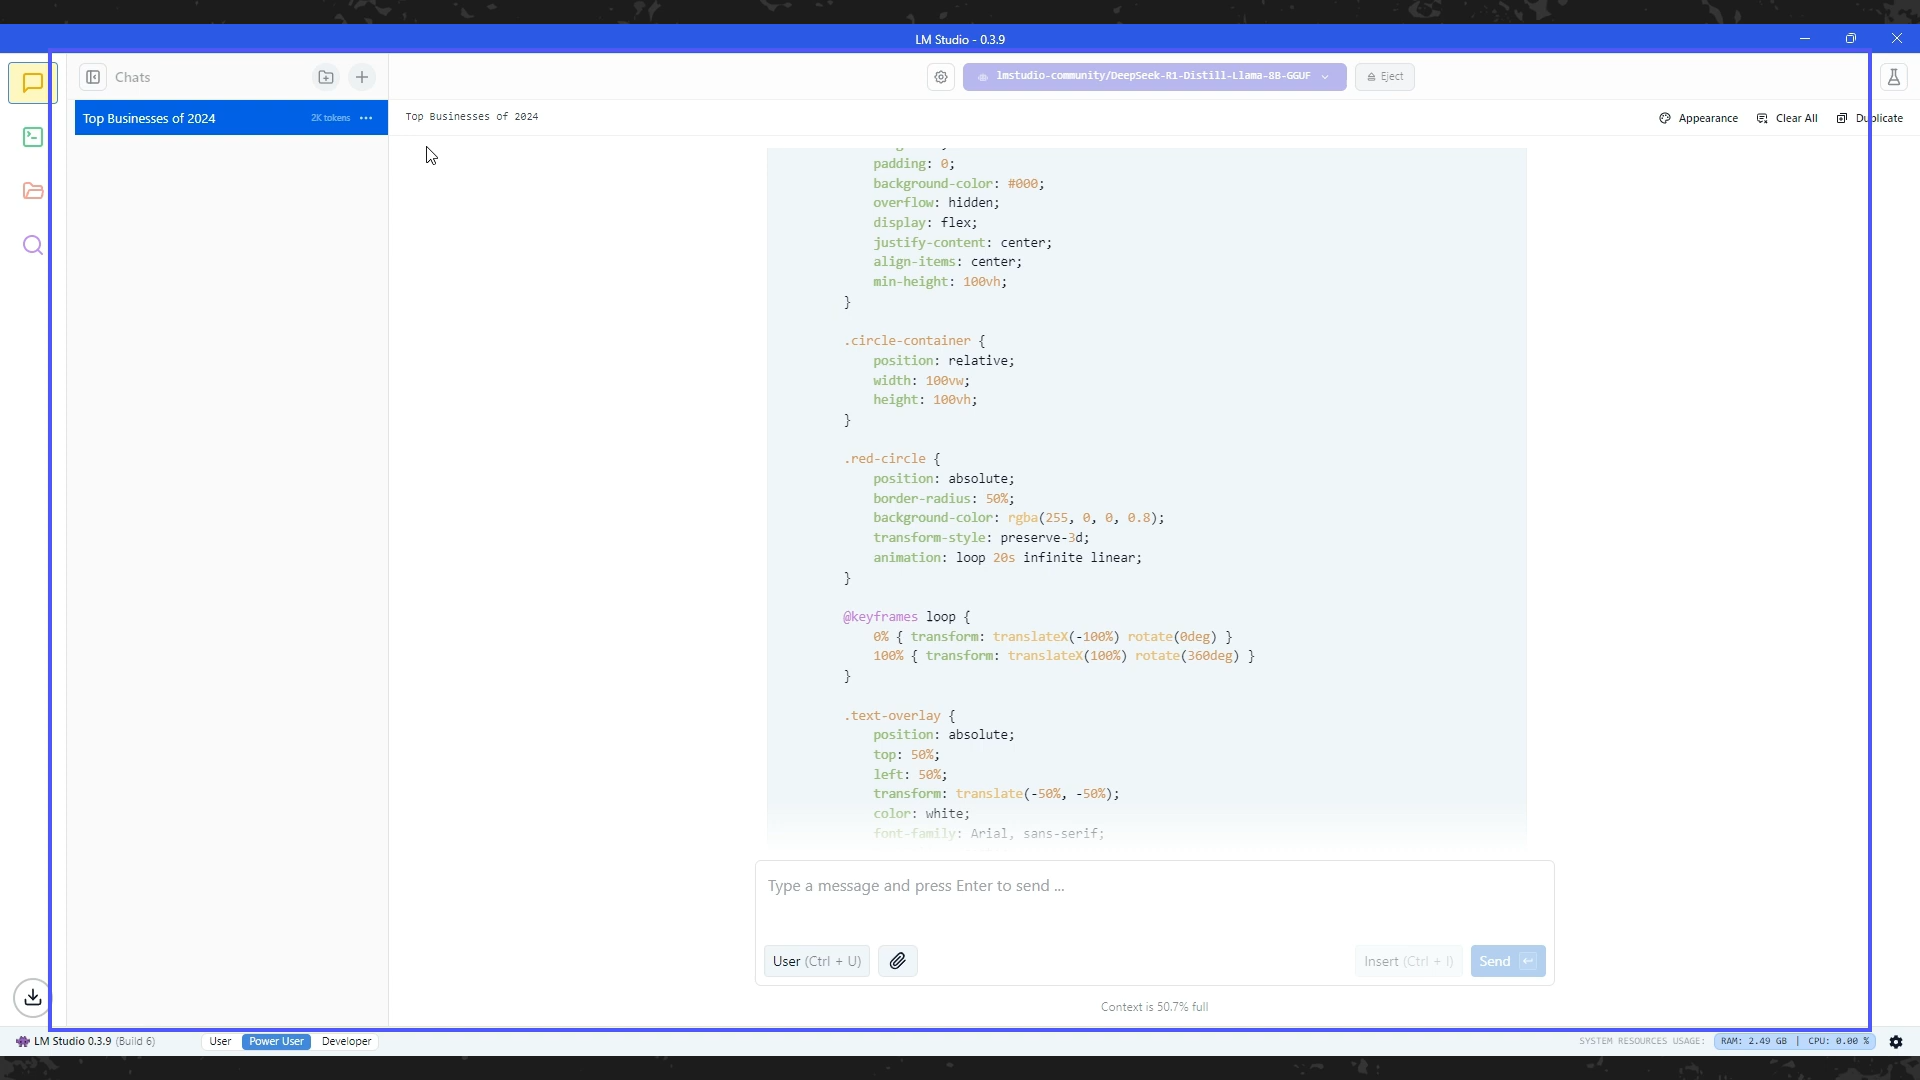 LM Studio - 0.3.9
Chats
lmstudio-community/DeepSeek-R1-Distill-Llama-8B-GGUF
Eject
Top Businesses of 2024
2K tokens
Top Businesses of 2024
Appearance
Clear All
Duplicate
padding: 0;
background-color: #000;
overflow: hidden;
display: flex;
justify-content: center;
align-items: center;
min-height: 100vh;
}
.circle-container {
position: relative;
width: 100vw;
height: 100vh;
}
.red-circle {
position: absolute;
border-radius: 50%;
background-color: rgba(255, 0, 0, 0.8);
transform-style: preserve-3d;
animation: loop 20s infinite linear;
}
@keyframes loop {
0% { transform: translateX(-100%) rotate(0deg) }
100% { transform: translateX(100%) rotate(360deg) }
}
.text-overlay {
position: absolute;
top: 50%;
left: 50%;
transform: translate(-50%, -50%);
color: white;
font-family: Arial, sans-serif;
Type a message and press Enter to send ...
User (Ctrl + U)
Insert (Ctrl + I)
Send
Context is 50.7% full
LM Studio 0.3.9 (Build 6)
User
Power User
Developer
SYSTEM RESOURCES USAGE:
RAM: 2.49 GB | CPU: 0.00 %